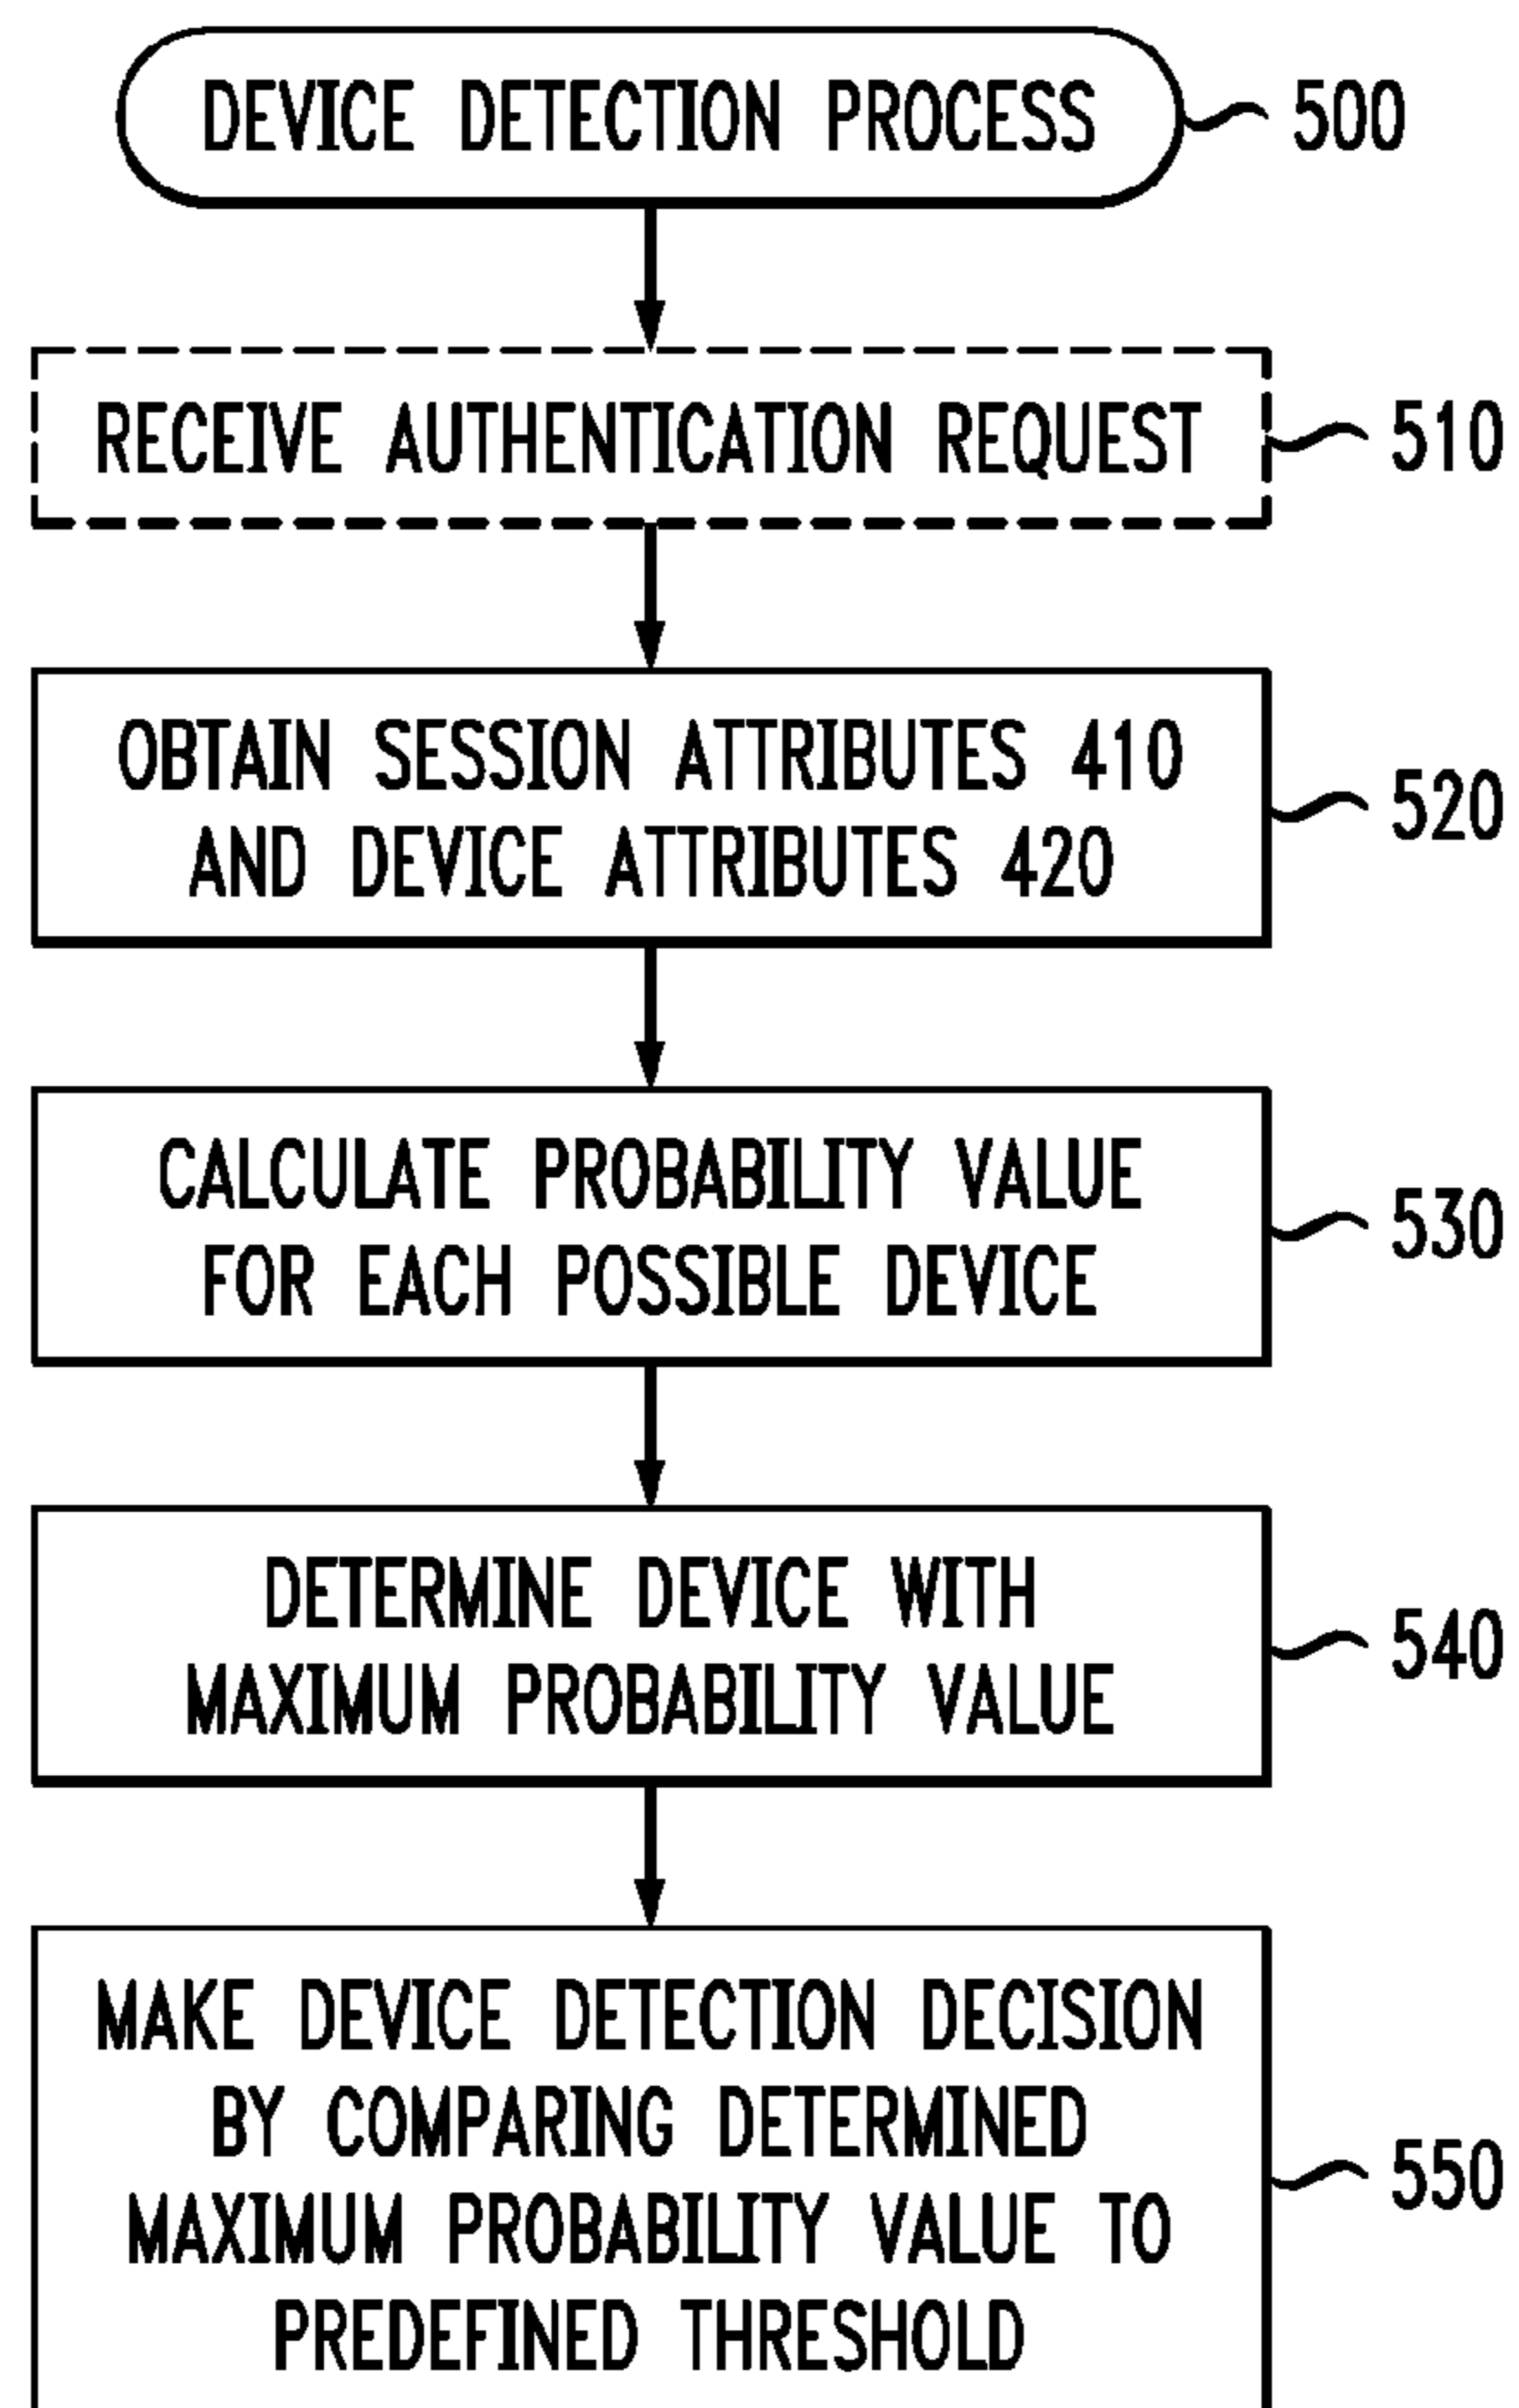 DEVICE DETECTION PROCESS 500
RECEIVE AUTHENTICATION REQUEST 510
OBTAIN SESSION ATTRIBUTES 410
AND DEVICE ATTRIBUTES 420
520
CALCULATE PROBABILITY VALUE
FOR EACH POSSIBLE DEVICE
530
DETERMINE DEVICE WITH
MAXIMUM PROBABILITY VALUE
540
MAKE DEVICE DETECTION DECISION
BY COMPARING DETERMINED
MAXIMUM PROBABILITY VALUE TO
PREDEFINED THRESHOLD
550